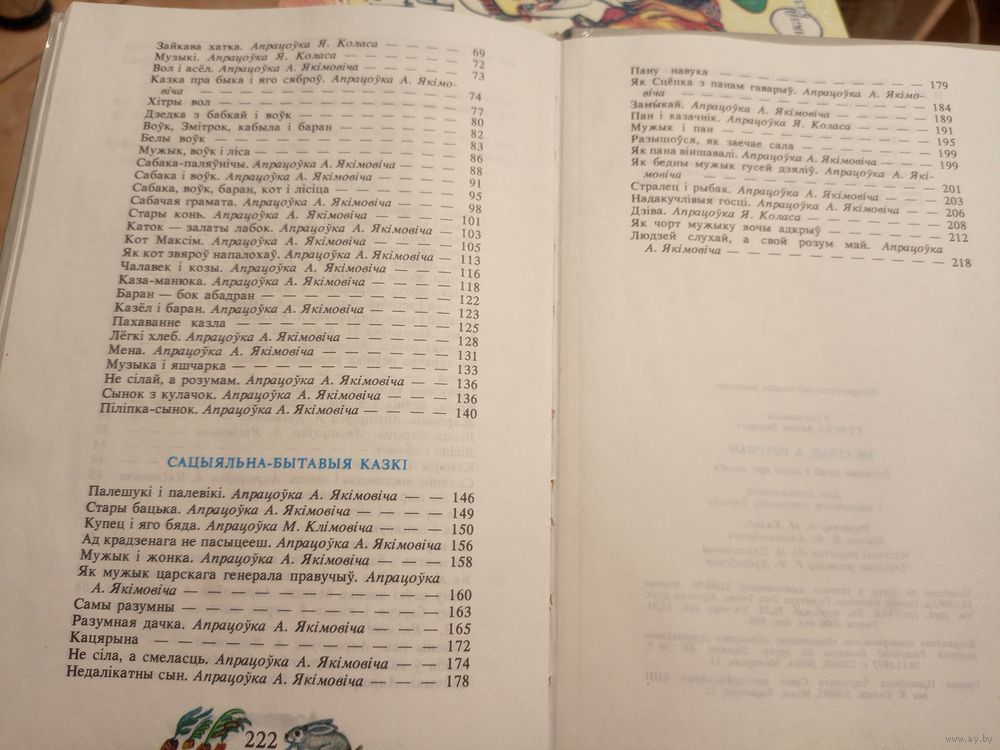 Зайкава хатка. Апрацоўка Я. Коласа — — — — — 69
Музыкі. Апрацоўка Я. Коласа — — — — — — 72
Вол і асёл. Апрацоўка А. Якімовіча — — — — — 73
Казка пра быка і яго сяброў. Апрацоўка А. Якімо-
віча — — — — — — — — — — — 74
Хітры вол — — — — — — — — — — 77
Дзедка з бабкай і воўк — — — — — — — 80
Воўк, Змітрок, кабыла і баран — — — — — 82
Белы воўк — — — — — — — — — — 83
Мужык, воўк і ліса — — — — — — — — 86
Сабака-паляўнічы. Апрацоўка А. Якімовіча — — — 88
Сабака і воўк. Апрацоўка А. Якімовіча — — — — 91
Сабака, воўк, баран, кот і лісіца — — — — — 95
Сабачая грамата. Апрацоўка А. Якімовіча — — — 98
Стары конь. Апрацоўка А. Якімовіча — — — — 101
Каток — залаты лабок. Апрацоўка А. Якімовіча — — 103
Кот Максім. Апрацоўка А. Якімовіча — — — — 105
Як кот звяроў напалохаў. Апрацоўка А. Якімовіча — — 113
Чалавек і козы. Апрацоўка А. Якімовіча — — — 116
Каза-манюка. Апрацоўка А. Якімовіча — — — — 118
Баран — бок абадран — — — — — — — — 122
Казёл і баран. Апрацоўка А. Якімовіча — — — — 123
Пахаванне казла — — — — — — — — — 125
Лёгкі хлеб. Апрацоўка А. Якімовіча — — — — — 128
Мена. Апрацоўка А. Якімовіча — — — — — — 131
Музыка і яшчарка — — — — — — — — — 133
Не сілай, а розумам. Апрацоўка А. Якімовіча — — — 136
Сынок з кулачок. Апрацоўка А. Якімовіча — — — 136
Піліпка-сынок. Апрацоўка А. Якімовіча — — — — 140
САЦЫЯЛЬНА-БЫТАВЫЯ КАЗКІ
Палешукі і палевікі. Апрацоўка А. Якімовіча — — — 146
Стары бацька. Апрацоўка А. Якімовіча — — — — 149
Купец і яго бяда. Апрацоўка М. Клімовіча — — — 150
Ад крадзенага не пасыцееш. Апрацоўка А. Якімовіча 156
Мужык і жонка. Апрацоўка А. Якімовіча — — — 158
Як мужык царскага генерала правучыў. Апрацоўка
А. Якімовіча — — — — — — — — — 160
Самы разумны — — — — — — — — — — 163
Разумная дачка. Апрацоўка А. Якімовіча — — — 165
Кацярына — — — — — — — — — — — 172
Не сіла, а смеласць. Апрацоўка А. Якімовіча — — — 174
Недалікатны сын. Апрацоўка А. Якімовіча — — — 178
222
Пану навука — — — — — — — — — — 179
Як Сцёпка з панам гаварыў. Апрацоўка А. Якімо-
віча — — — — — — — — — — — 184
Замыкай. Апрацоўка А. Якімовіча — — — — — 189
Пан і казачнік. Апрацоўка Я. Коласа — — — — 191
Мужык і пан — — — — — — — — — — 195
Разышоўся, як заечае сала — — — — — — 199
Як пана віншавалі. Апрацоўка А. Якімовіча — — — 199
Як бедны мужык гусей дзяліў. Апрацоўка А. Які-
мовіча — — — — — — — — — — — 201
Стралец і рыбак. Апрацоўка А. Якімовіча — — — 203
Надакучлівыя госці. Апрацоўка А. Якімовіча — — — 206
Дзіва. Апрацоўка Я. Коласа — — — — — — 208
Як чорт мужыку вочы адкрыў — — — — — — 212
Людзей слухай, а свой розум май. Апрацоўка
А. Якімовіча — — — — — — — — — 218
www.ay.by